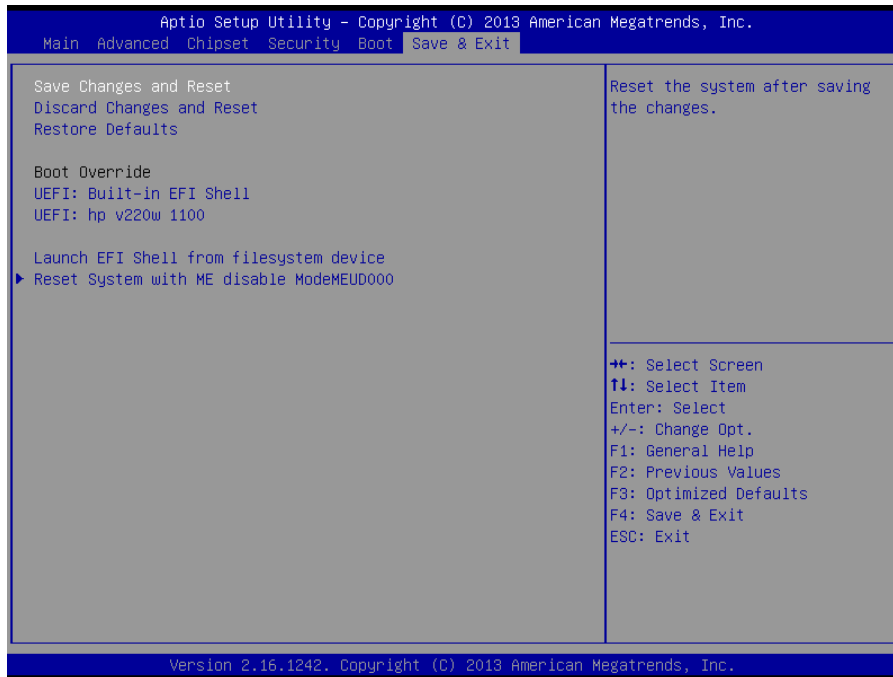 Aptio Setup Utility – Copyright (C) 2013 American Megatrends, Inc.
Main Advanced Chipset Security Boot Save & Exit
Save Changes and Reset
Discard Changes and Reset
Restore Defaults
Boot Override
UEFI: Built-in EFI Shell
UEFI: hp v220w 1100
Launch EFI Shell from filesystem device
Reset System with ME disable ModeMEUD000
Reset the system after saving
the changes.
→←: Select Screen
↑↓: Select Item
Enter: Select
+/-: Change Opt.
F1: General Help
F2: Previous Values
F3: Optimized Defaults
F4: Save & Exit
ESC: Exit
Version 2.16.1242. Copyright (C) 2013 American Megatrends, Inc.